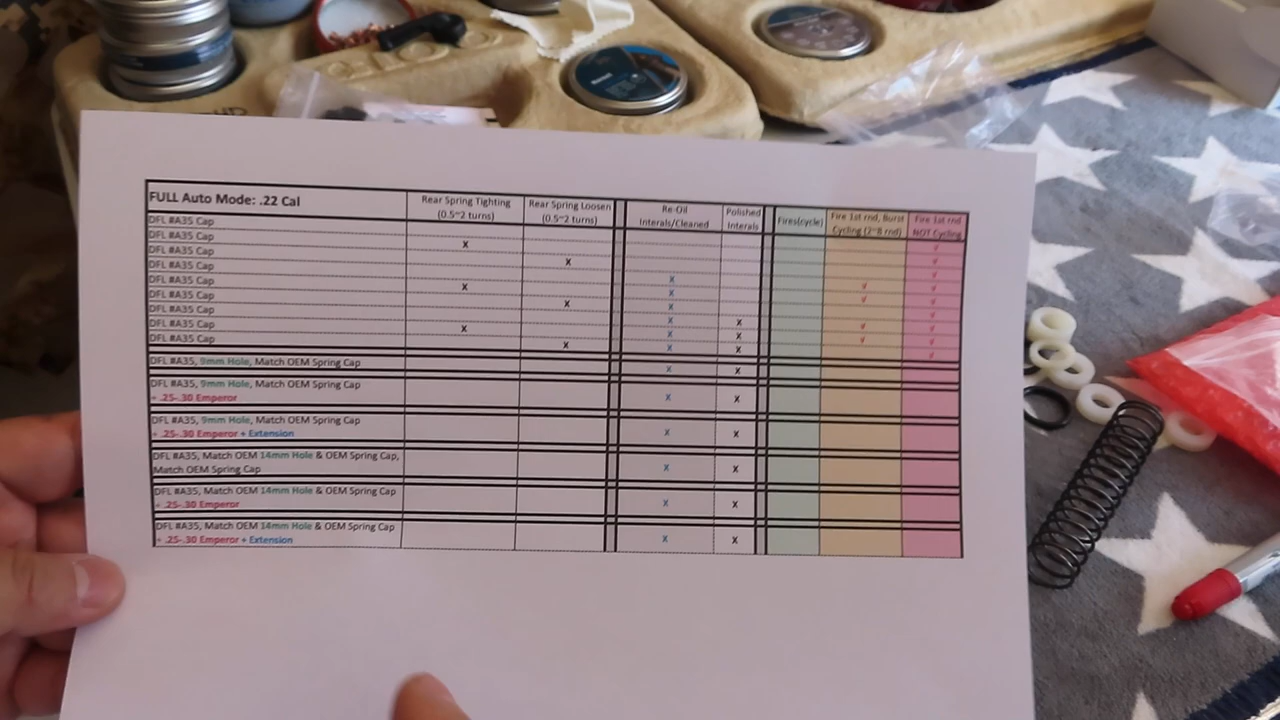 FULL Auto Mode: .22 Cal
Rear Spring Tighting
(0.5~2 turns)
Rear Spring Loosen
(0.5~2 turns)
Re-Oil
Interals/Cleaned
Polished
Interals
Fires(cycle)
Fire 1st rnd, Burst
Cycling (2~8 rnd)
Fire 1st rnd
NOT Cycling
DFL #A35 Cap
DFL #A35 Cap
X
DFL #A35 Cap
X
DFL #A35 Cap
X
DFL #A35 Cap
X
X
DFL #A35 Cap
X
X
DFL #A35 Cap
X
X
DFL #A35 Cap
X
X
X
DFL #A35 Cap
X
X
X
DFL #A35, 9mm Hole, Match OEM Spring Cap
X
X
DFL #A35, 9mm Hole, Match OEM Spring Cap
+ .25-.30 Emperor
X
X
DFL #A35, 9mm Hole, Match OEM Spring Cap
+ .25-.30 Emperor + Extension
X
X
DFL #A35, Match OEM 14mm Hole & OEM Spring Cap,
Match OEM Spring Cap
X
X
DFL #A35, Match OEM 14mm Hole & OEM Spring Cap
+ .25-.30 Emperor
X
X
DFL #A35, Match OEM 14mm Hole & OEM Spring Cap
+ .25-.30 Emperor + Extension
X
X